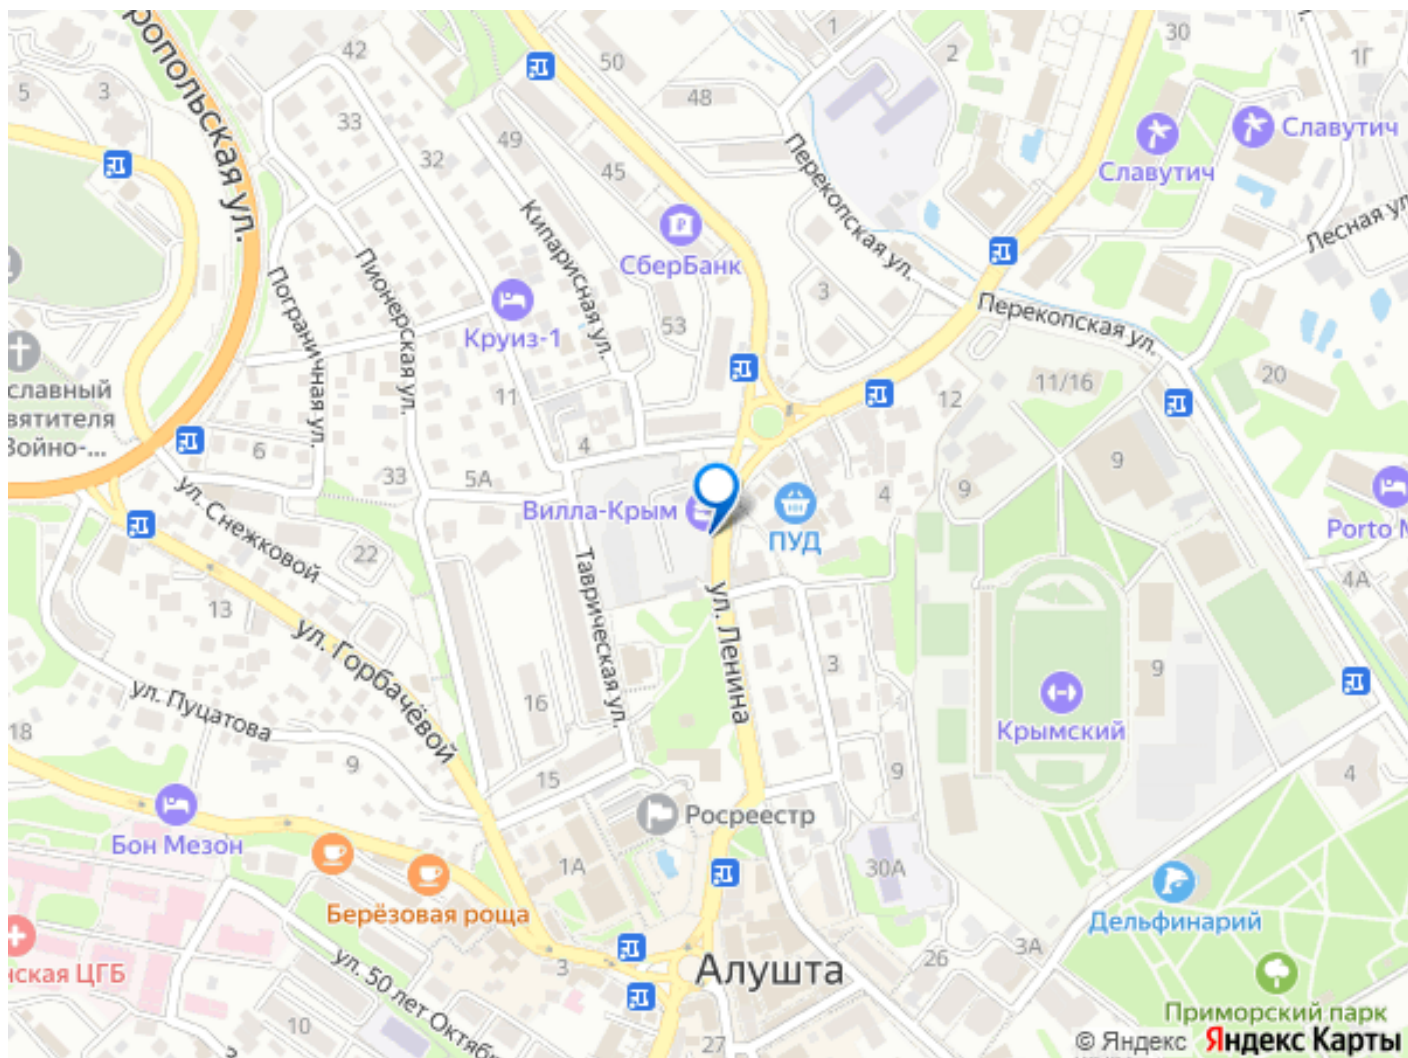 1
30
1Г
42
50
2
ропольская ул.
5
3
48
33
49
Славутич
Славутич
32
45
Перекопская ул.
Кипарисная ул.
Лесная ул
СберБанк
Пионерская ул.
Пограничная ул.
3
Перекопская ул.
53
Круиз-1
славный
вятителя
Войно-...
11
11/16
20
12
4
6
33
5А
9
4
9
Вилла-Крым
ПУД
Porto M
ул. Снежковой
22
4А
13
Таврическая ул.
ул. Ленина
ул. Горбачёвой
3
9
ул. Пуцатова
16
Крымский
18
9
15
9
4
Росреестр
Бон Мезон
1А
30А
Берёзовая роща
Дельфинарий
нская ЦГБ
ул. 50 лет Октябр
3
Алушта
26
3А
10
27
Приморский парк
© Яндекс Яндекс Карты